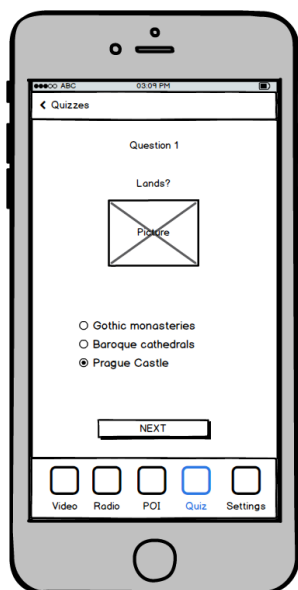 ●●●○○ ABC 03:09 PM
< Quizzes
Question 1
Lands?
Picture
Gothic monasteries
Baroque cathedrals
Prague Castle
NEXT
Video Radio POI Quiz Settings